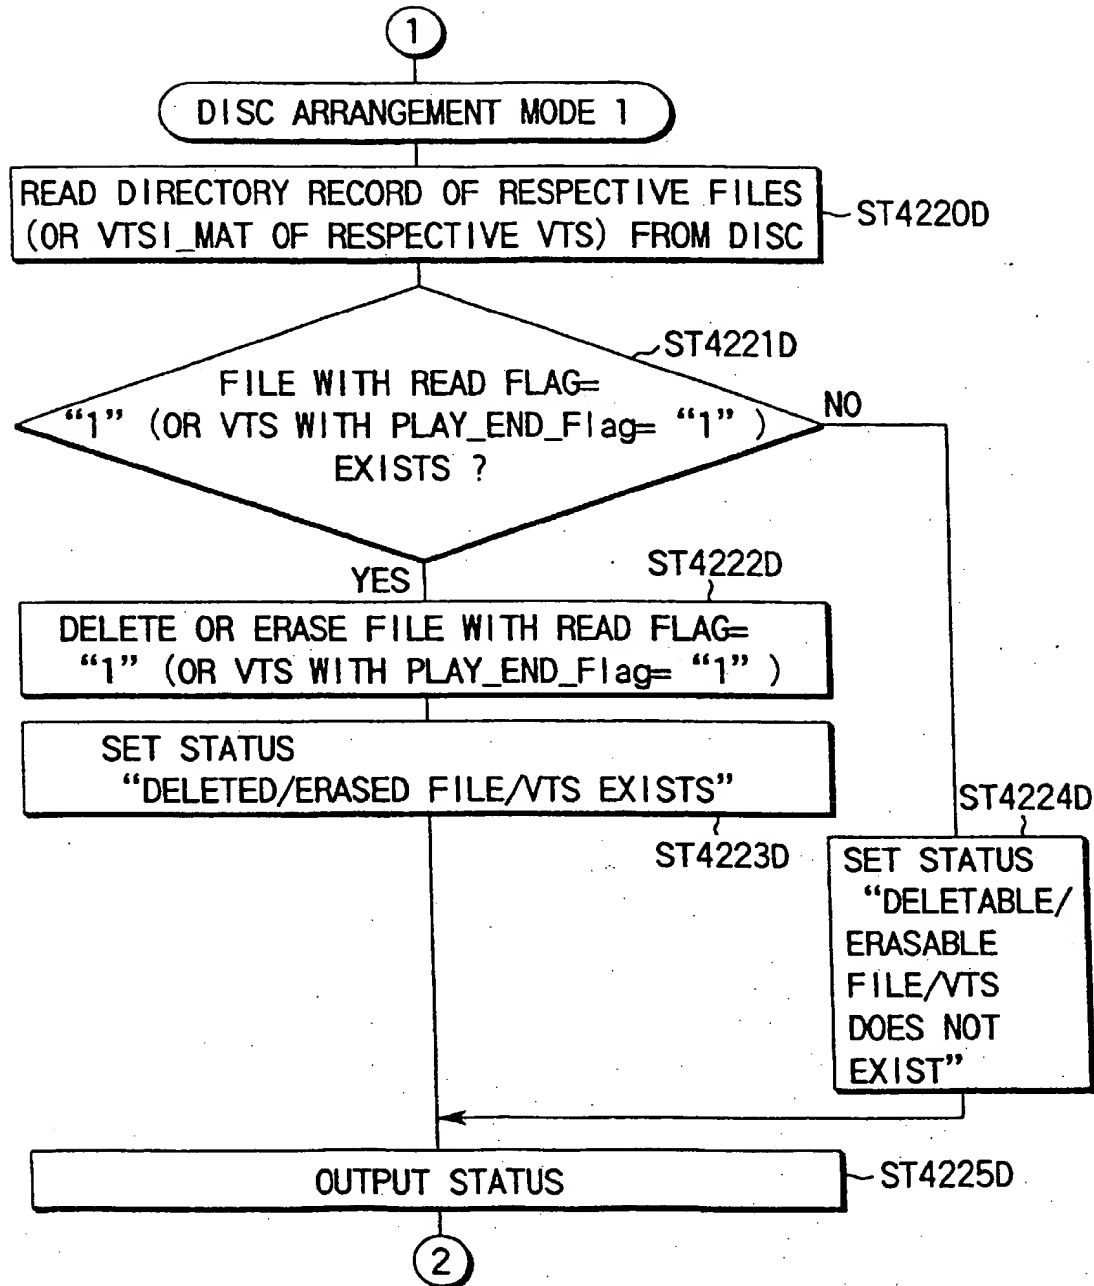 1
DISC ARRANGEMENT MODE 1
READ DIRECTORY RECORD OF RESPECTIVE FILES
(OR VTSI_MAT OF RESPECTIVE VTS) FROM DISC
ST4220D
ST4221D
FILE WITH READ FLAG=
“1” (OR VTS WITH PLAY_END_Flag= “1” )
EXISTS ?
NO
YES
ST4222D
DELETE OR ERASE FILE WITH READ FLAG=
“1” (OR VTS WITH PLAY_END_Flag= “1” )
SET STATUS
“DELETED/ERASED FILE/VTS EXISTS”
ST4223D
ST4224D
SET STATUS
“DELETABLE/
ERASABLE
FILE/VTS
DOES NOT
EXIST”
OUTPUT STATUS
ST4225D
2